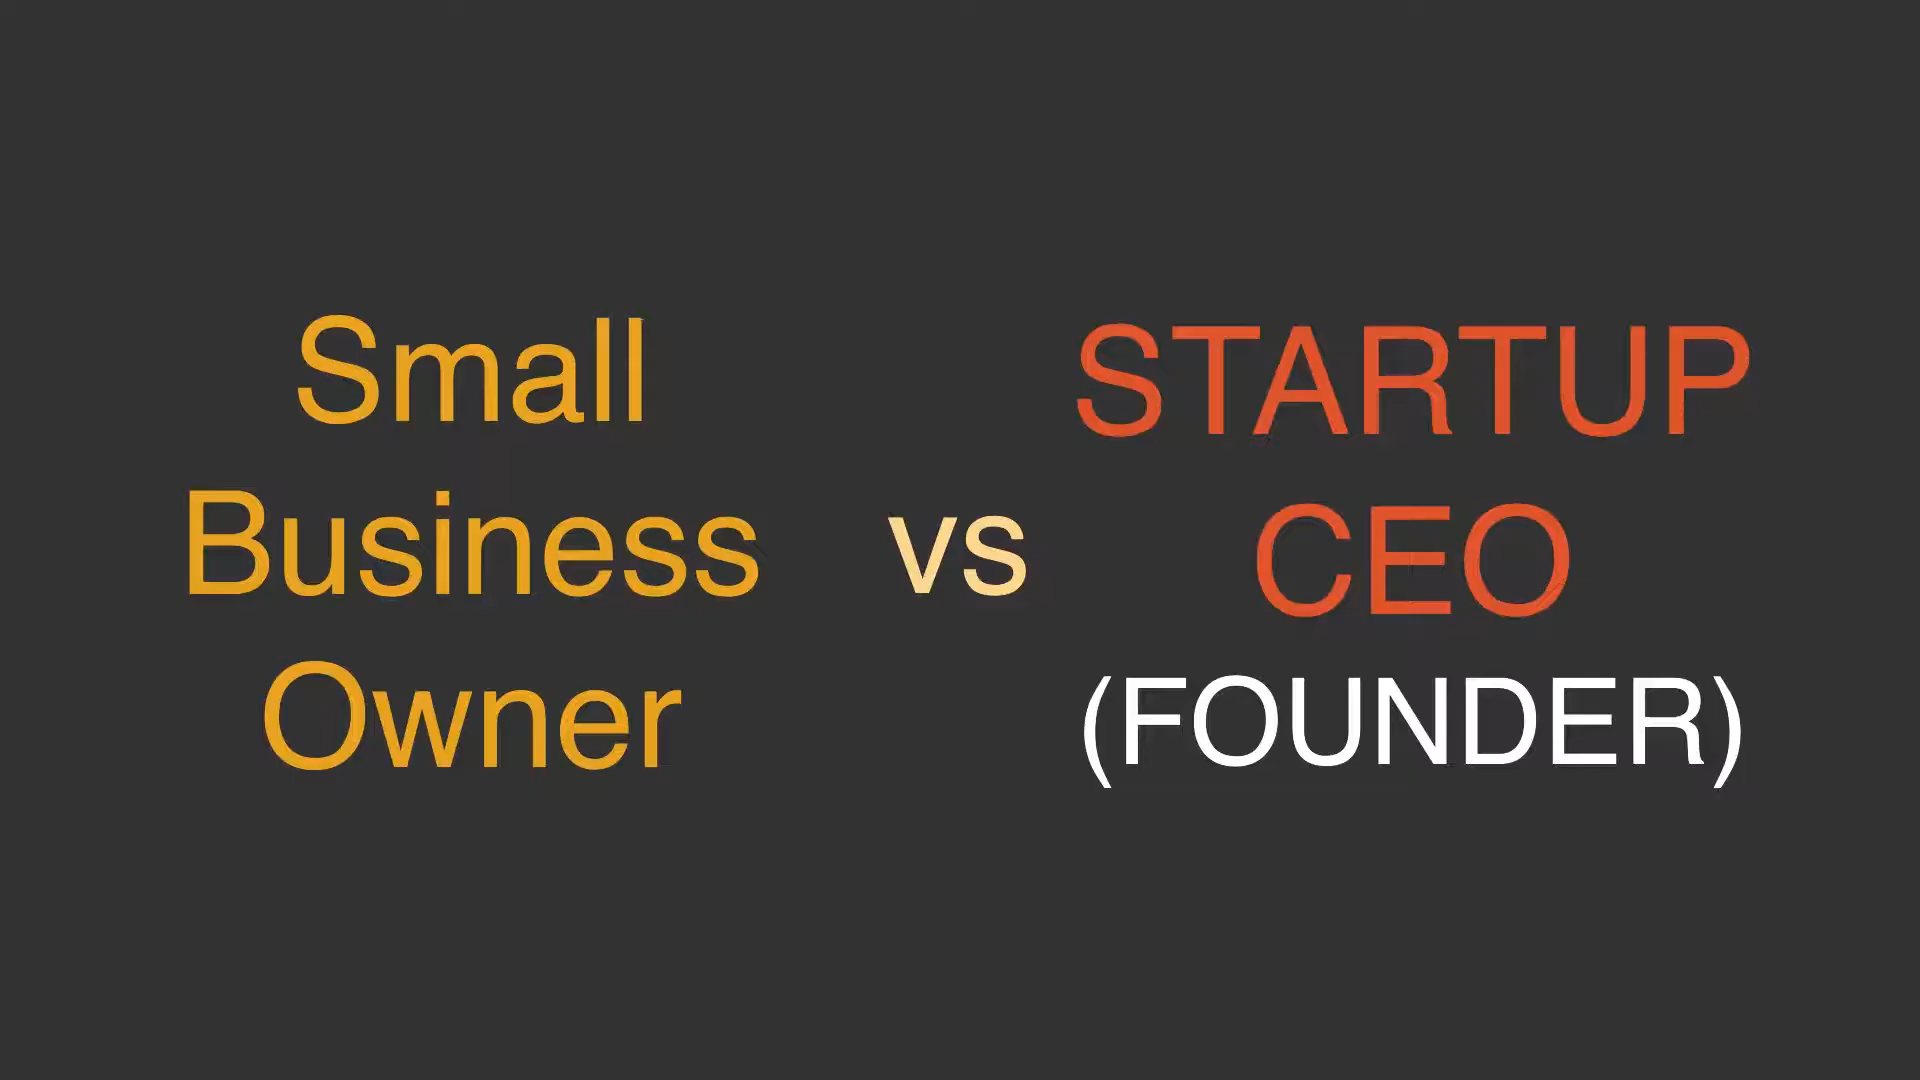 Small
Business
Owner
vs
STARTUP
CEO
(FOUNDER)